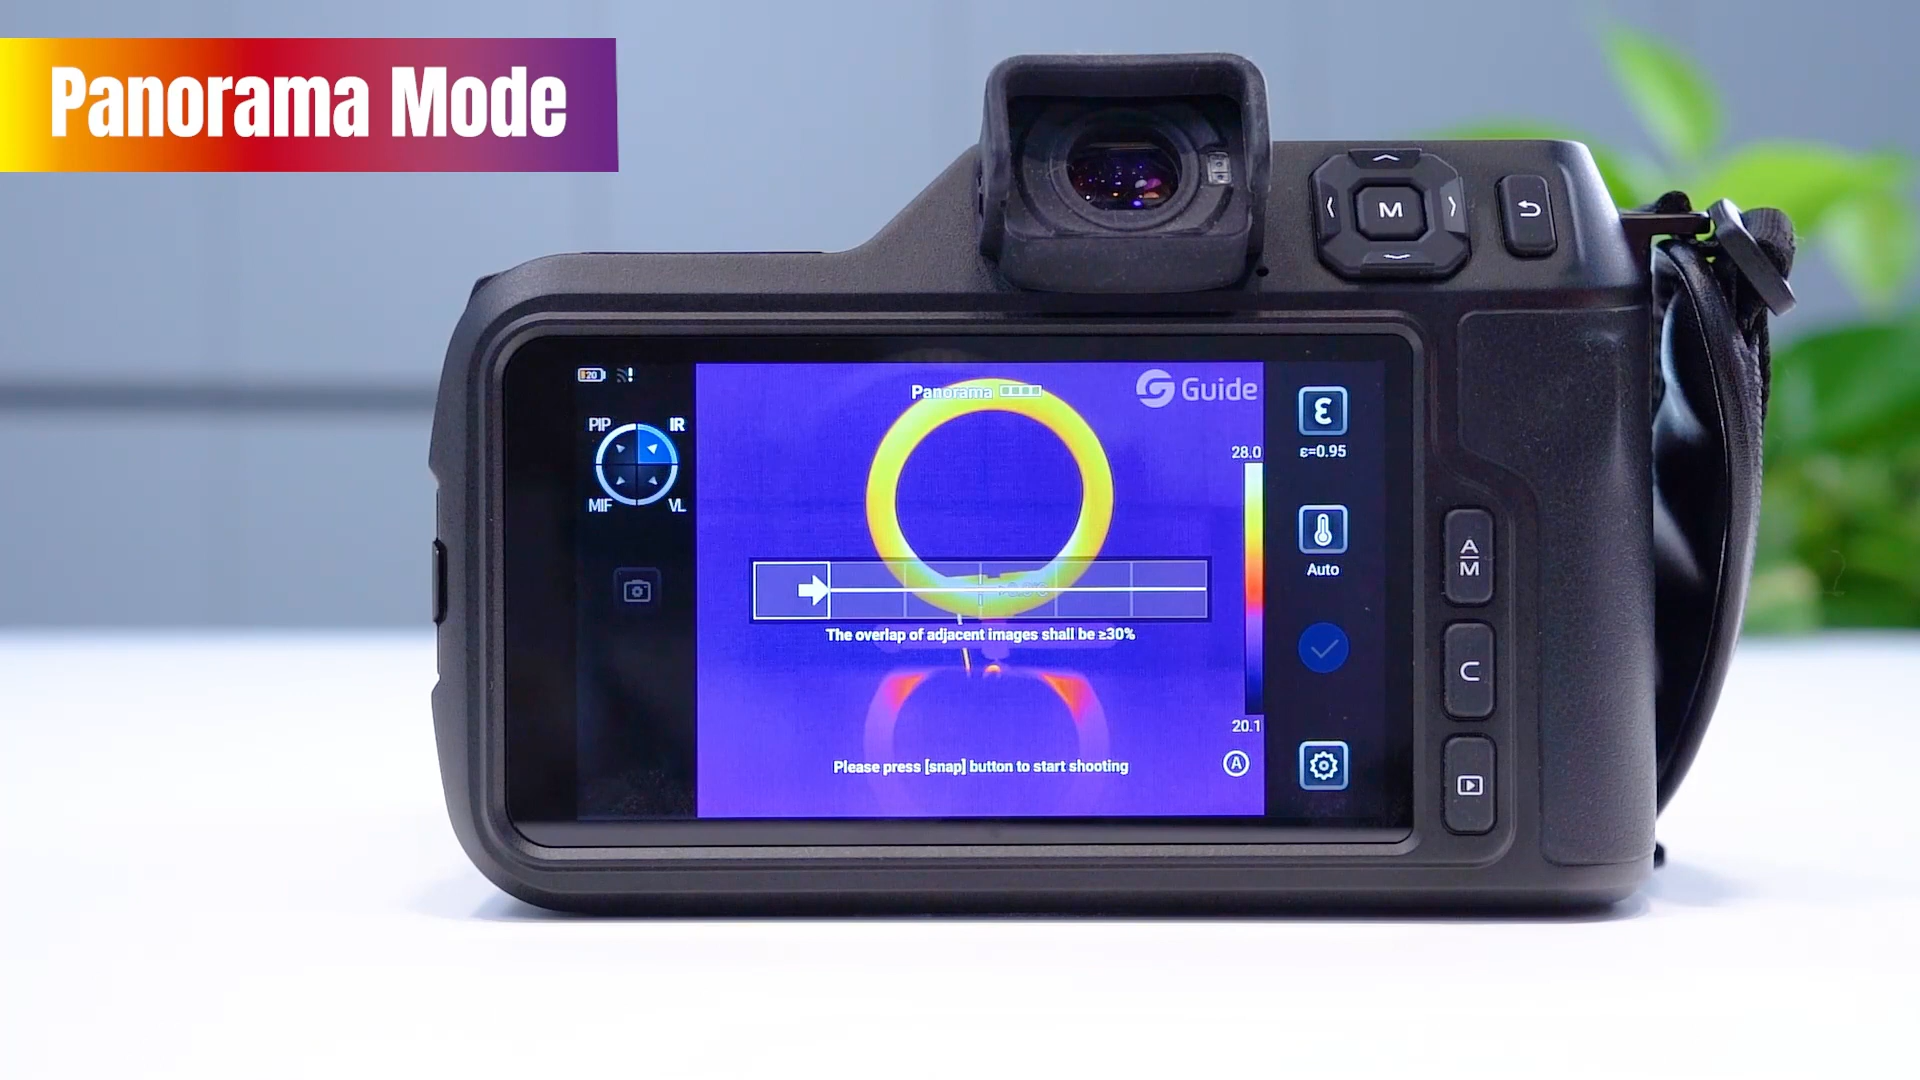 Panorama Mode
M
20
PIP
IR
MIF
VL
Panorama
Guide
28.0
20.1
The overlap of adjacent images shall be ≥30%
Please press [snap] button to start shooting
A
ε
ε=0.95
Auto
A
M
C